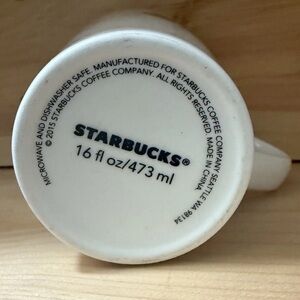 MICROWAVE AND DISHWASHER SAFE. MANUFACTURED FOR STARBUCKS COFFEE COMPANY SEATTLE WA 98134
© 2015 STARBUCKS COFFEE COMPANY. ALL RIGHTS RESERVED. MADE IN CHINA
STARBUCKS®
16 fl oz/473 ml